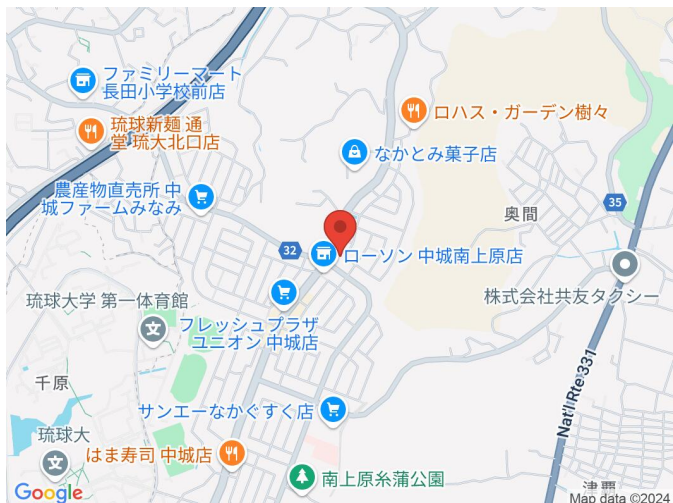 ファミリーマート
長田小学校前店
ロハス・ガーデン樹々
琉球新麺 通
堂 琉大北口店
なかとみ菓子店
農産物直売所 中
城ファームみなみ
35
奥間
32
ローソン 中城南上原店
琉球大学 第一体育館
株式会社共友タクシー
フレッシュプラザ
ユニオン 中城店
千原
Nat'l Rte 331
サンエーなかぐすく店
琉球大
はま寿司 中城店
南上原糸蒲公園
津覇
Google
Map data ©2024